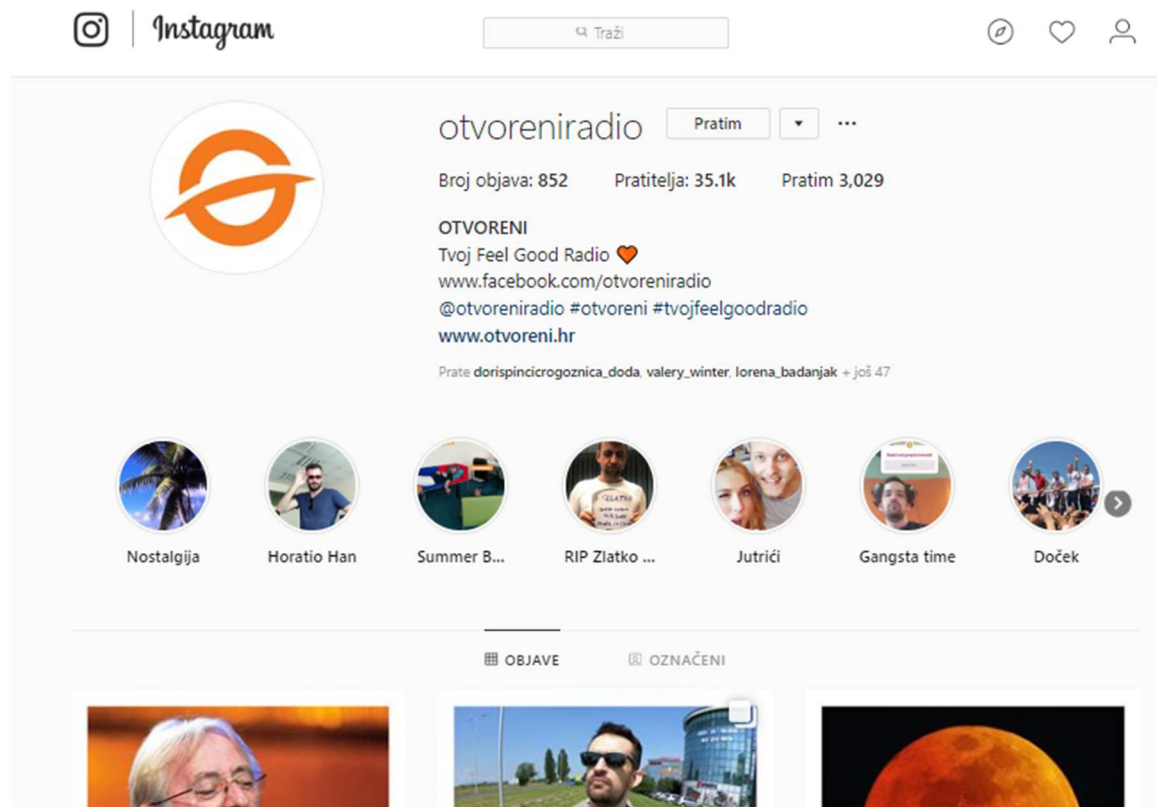 Instagram
Traži
otvoreniradio Pratim
Broj objava: 852 Pratitelja: 35.1k Pratim 3,029
OTVORENI
Tvoj Feel Good Radio 🧡
www.facebook.com/otvoreniradio
@otvoreniradio #otvoreni #tvojfeelgoodradio
www.otvoreni.hr
Prate dorispincicrogoznica_doda, valery_winter, lorena_badanjak + još 47
Nostalgija Horatio Han Summer B... RIP Zlatko ... Jutrići Gangsta time Doček
OBJAVE OZNAČENI